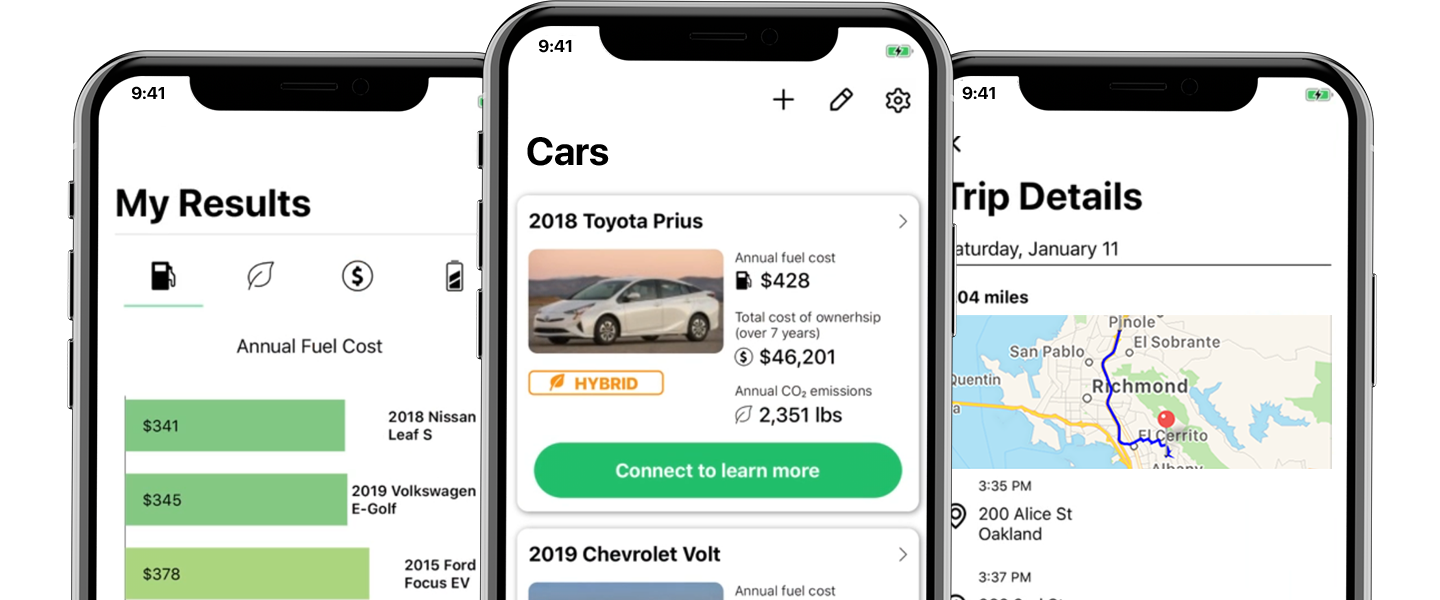 9:41
My Results
Annual Fuel Cost
$341
2018 Nissan
Leaf S
$345
2019 Volkswagen
E-Golf
$378
2015 Ford
Focus EV
9:41
Cars
2018 Toyota Prius
Annual fuel cost
$428
Total cost of ownerhsip
(over 7 years)
$46,201
HYBRID
Annual CO₂ emissions
2,351 lbs
Connect to learn more
2019 Chevrolet Volt
Annual fuel cost
9:41
Trip Details
aturday, January 11
04 miles
Pinole
El Sobrante
San Pablo
Quentin
Richmond
a
El Cerrito
Albany
3:35 PM
200 Alice St
Oakland
3:37 PM